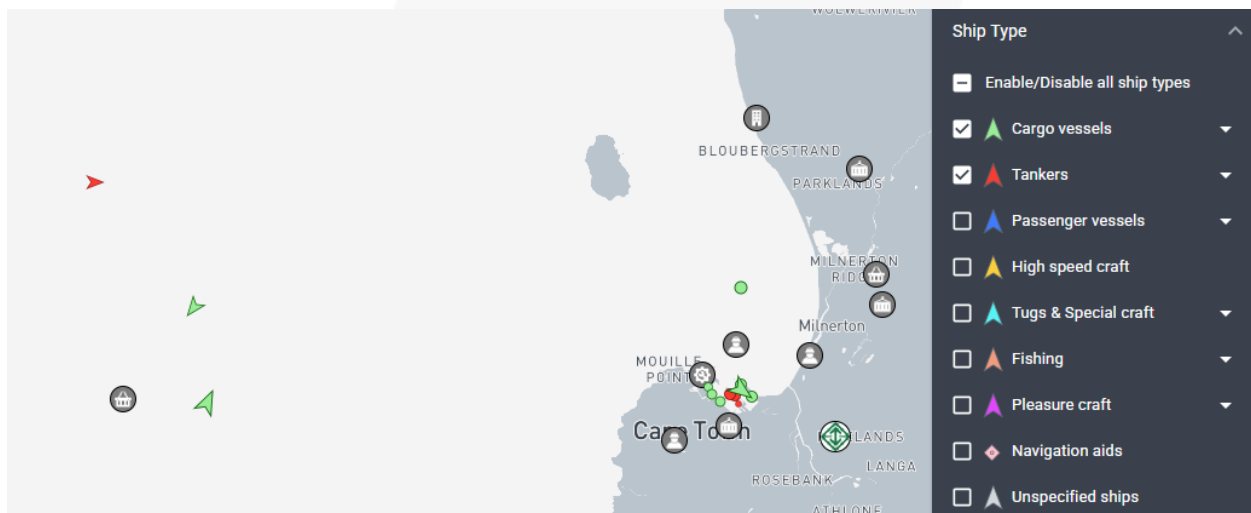 WOLWERIVIER
BLOUBERGSTRAND
PARKLANDS
MILNERTON
RIDG
Milnerton
MOUILLE
POINT
Cape Town
LANDS
LANGA
ROSEBANK
ATHLONE
Ship Type
Enable/Disable all ship types
Cargo vessels
Tankers
Passenger vessels
High speed craft
Tugs & Special craft
Fishing
Pleasure craft
Navigation aids
Unspecified ships